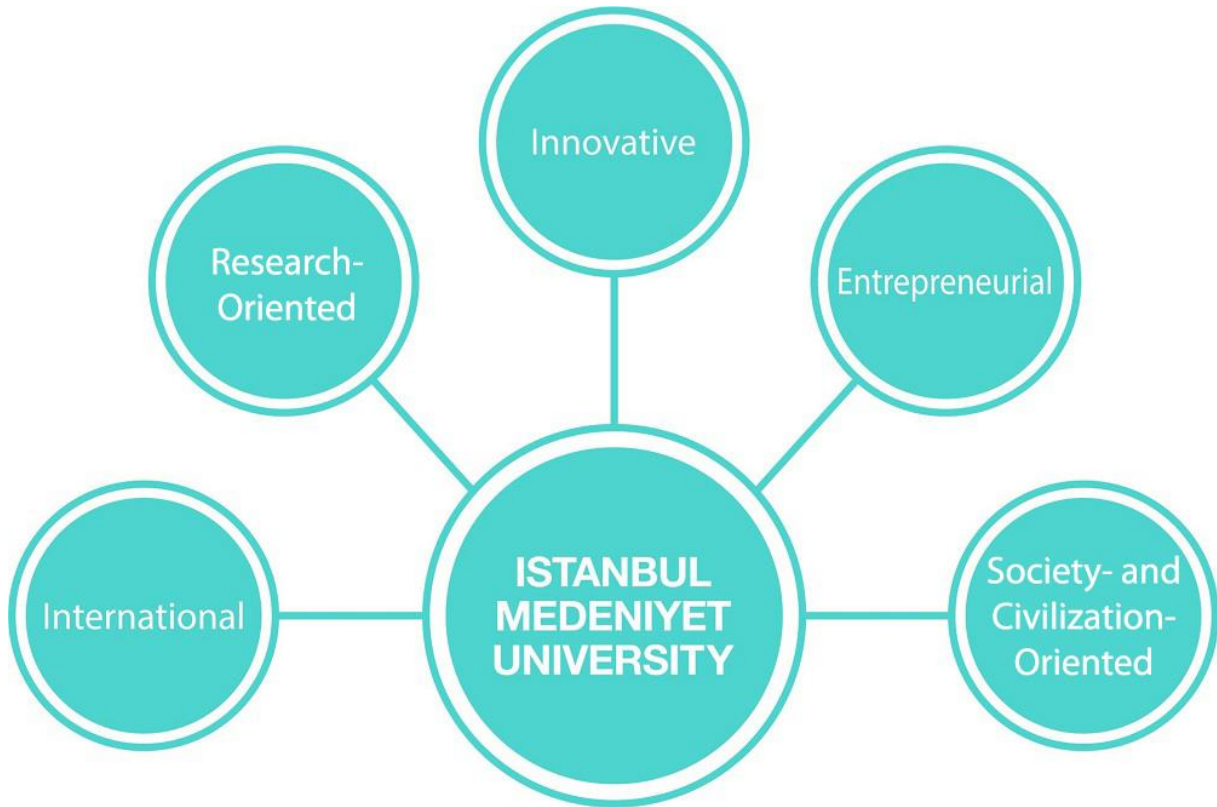 Innovative
Research-
Oriented
Entrepreneurial
International
ISTANBUL
MEDENIYET
UNIVERSITY
Society- and
Civilization-
Oriented